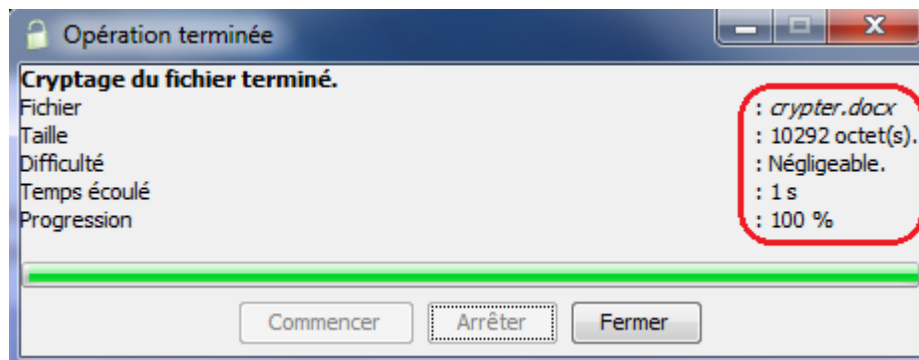 Opération terminée
Cryptage du fichier terminé.
Fichier : crypter.docx
Taille : 10292 octet(s).
Difficulté : Négligeable.
Temps écoulé : 1 s
Progression : 100 %
Commencer Arrêter Fermer